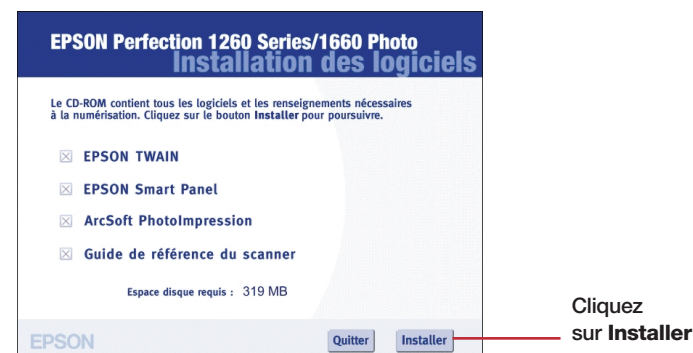 EPSON Perfection 1260 Series/1660 Photo
Installation des logiciels
Le CD-ROM contient tous les logiciels et les renseignements nécessaires
à la numérisation. Cliquez sur le bouton Installer pour poursuivre.
EPSON TWAIN
EPSON Smart Panel
ArcSoft PhotoImpression
Guide de référence du scanner
Espace disque requis : 319 MB
EPSON
Quitter
Installer
Cliquez
sur Installer